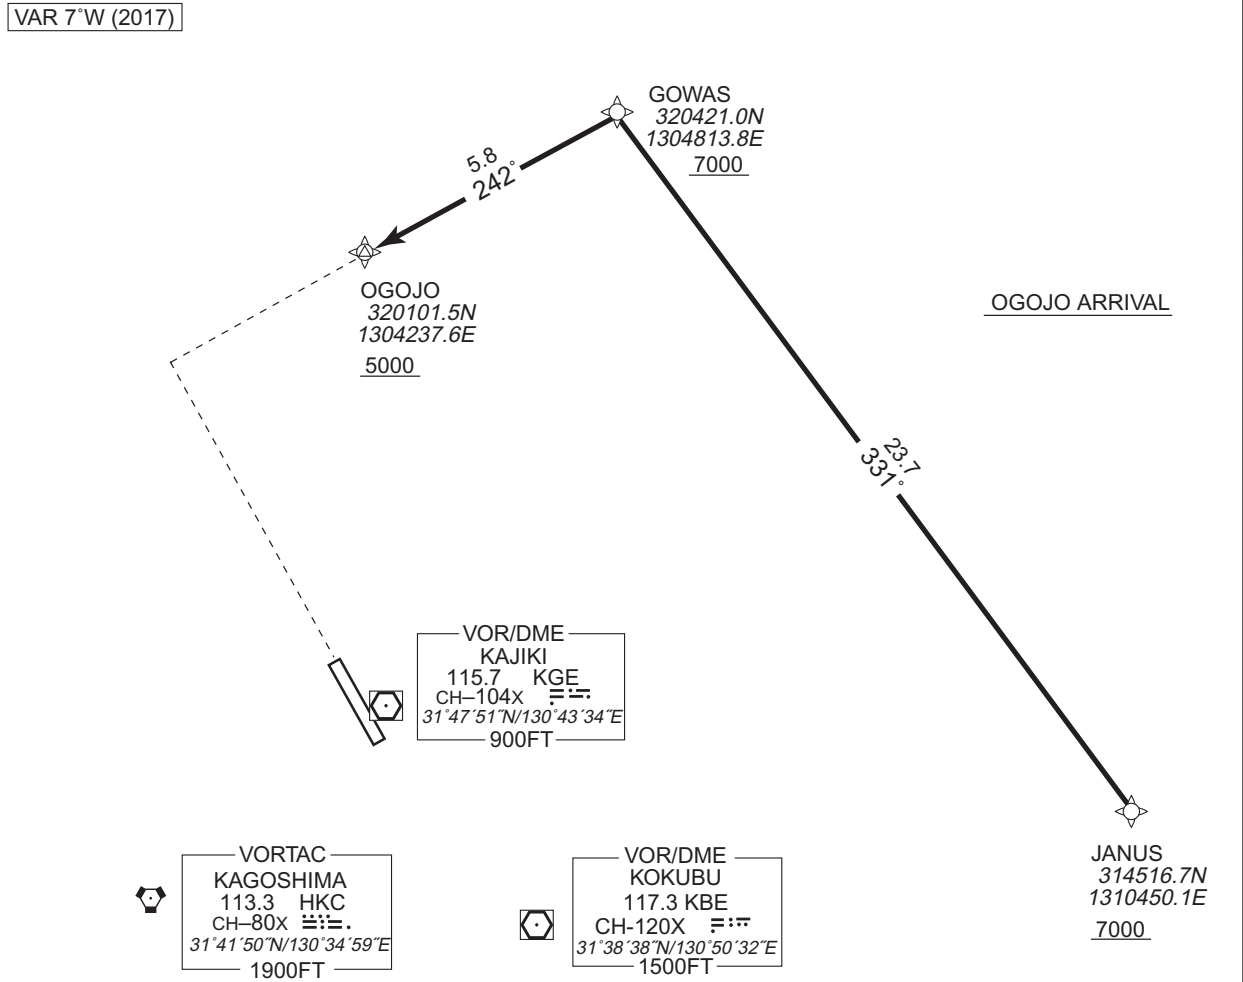 VAR 7˚W (2017)
GOWAS
320421.0N
1304813.8E
7000
5.8
242˚
OGOJO
320101.5N
1304237.6E
5000
OGOJO ARRIVAL
23.7
331˚
VOR/DME
KAJIKI
115.7 KGE
CH–104X
31˚47´51˝N/130˚43´34˝E
900FT
JANUS
314516.7N
1310450.1E
7000
VORTAC
KAGOSHIMA
113.3 HKC
CH–80X
31˚41´50˝N/130˚34´59˝E
1900FT
VOR/DME
KOKUBU
117.3 KBE
CH-120X
31˚38´38˝N/130˚50´32˝E
1500FT